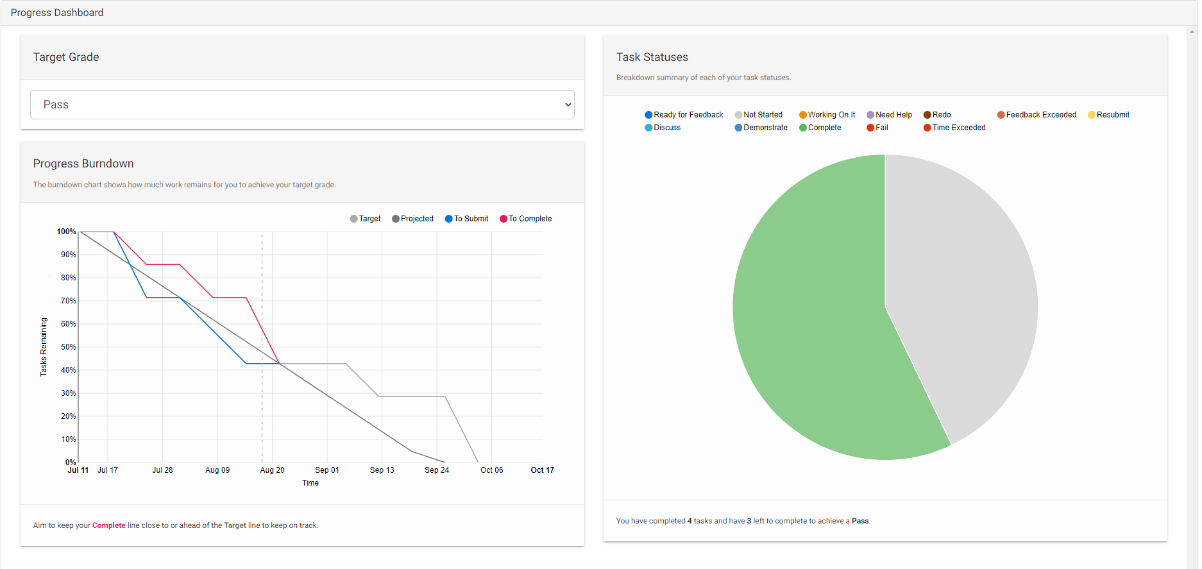 Progress Dashboard
Target Grade
Pass
Progress Burndown
The burndown chart shows how much work remains for you to achieve your target grade.
Target Projected To Submit To Complete
100%
90%
80%
70%
60%
50%
40%
30%
20%
10%
0%
Tasks Remaining
Jul 11 Jul 17 Jul 28 Aug 09 Aug 20 Sep 01 Sep 13 Sep 24 Oct 06 Oct 17
Time
Aim to keep your Complete line close to or ahead of the Target line to keep on track.
Task Statuses
Breakdown summary of each of your task statuses.
Ready for Feedback Not Started Working On It Need Help Redo Feedback Exceeded Resubmit
Discuss Demonstrate Complete Fail Time Exceeded
You have completed 4 tasks and have 3 left to complete to achieve a Pass.